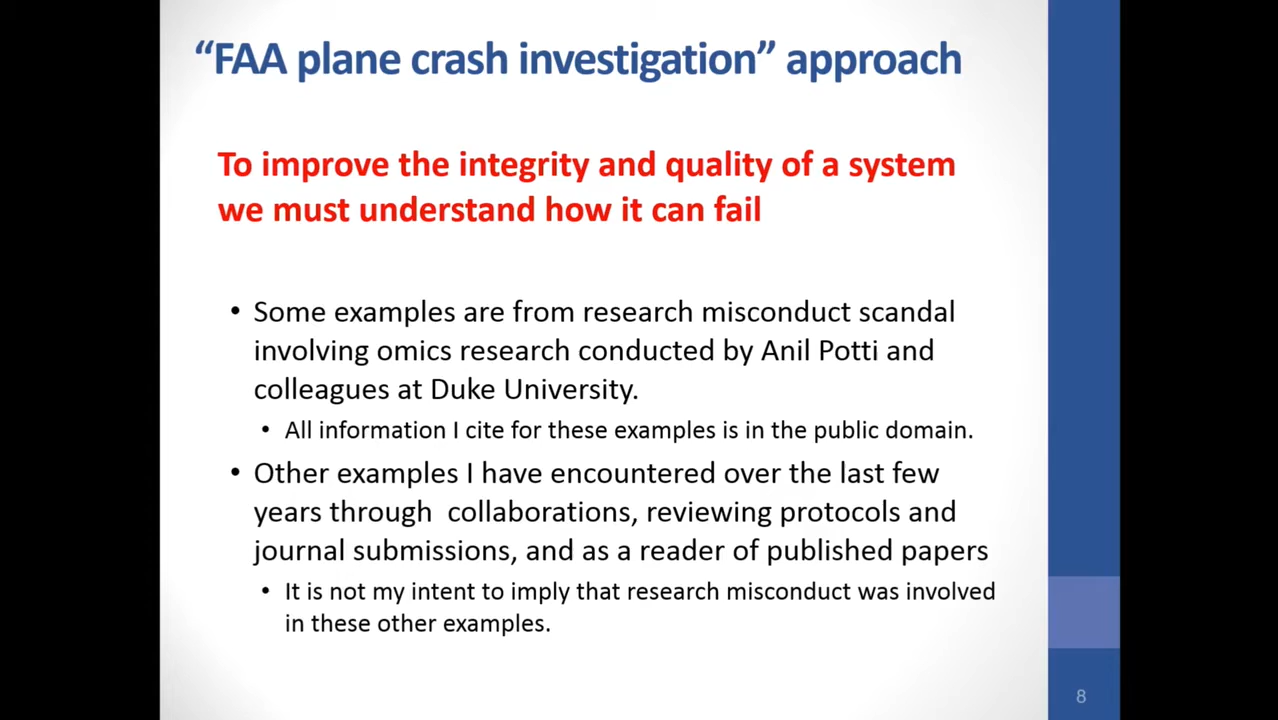 “FAA plane crash investigation” approach
To improve the integrity and quality of a system
we must understand how it can fail
• Some examples are from research misconduct scandal
involving omics research conducted by Anil Potti and
colleagues at Duke University.
• All information I cite for these examples is in the public domain.
• Other examples I have encountered over the last few
years through collaborations, reviewing protocols and
journal submissions, and as a reader of published papers
• It is not my intent to imply that research misconduct was involved
in these other examples.
8